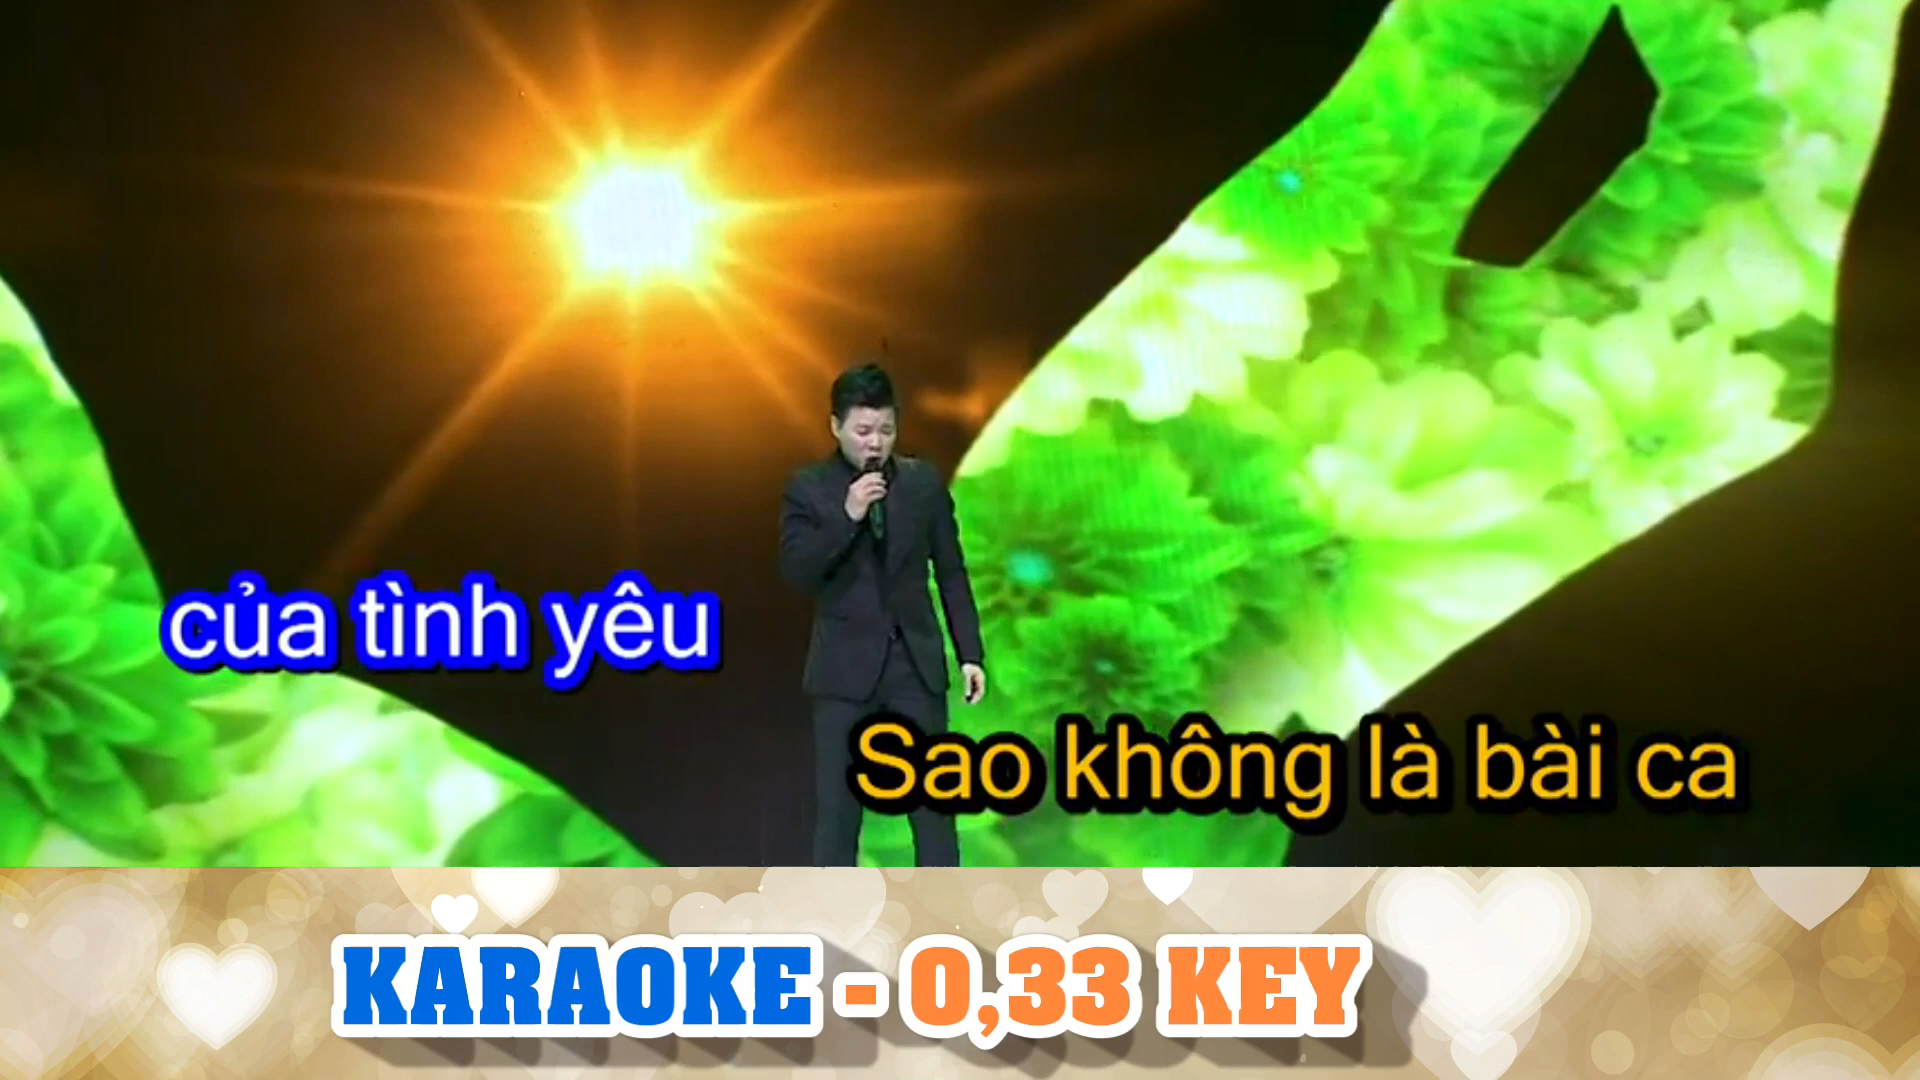 của tình yêu
Sao không là bài ca
KARAOKE - 0,33 KEY